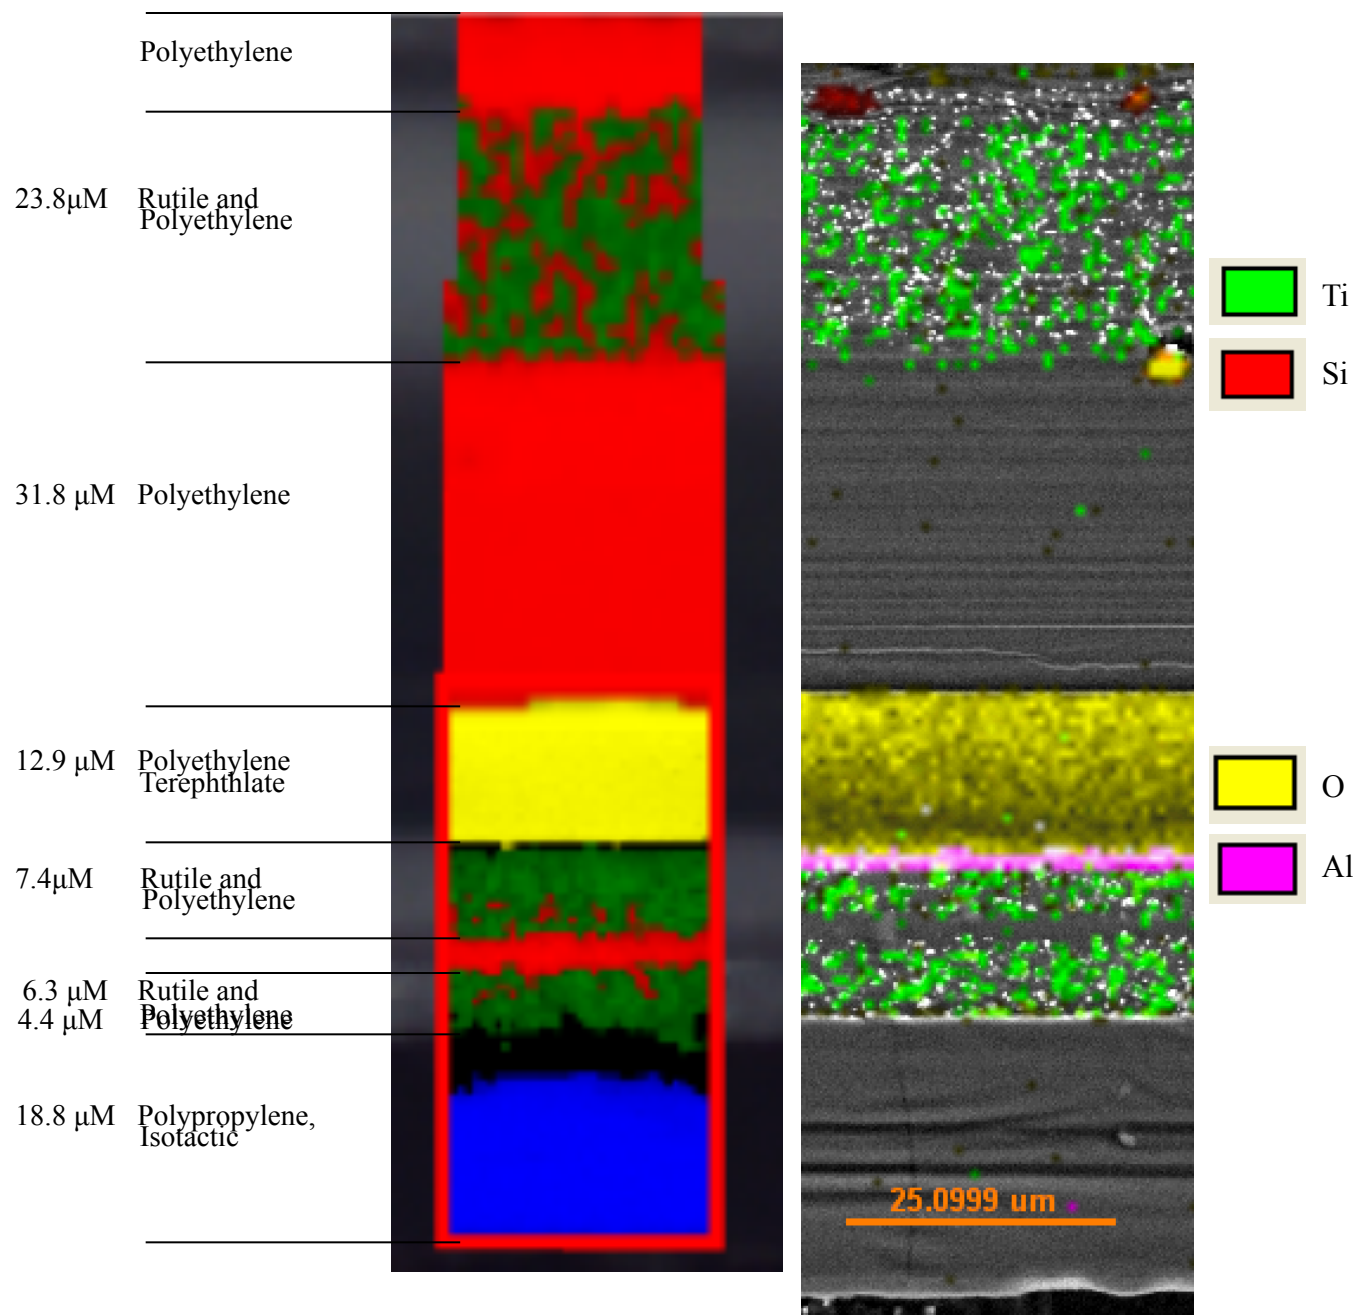 Polyethylene
23.8μM Rutile and
Polyethylene
Ti
Si
31.8 μM Polyethylene
12.9 μM Polyethylene
Terephthlate
O
7.4μM Rutile and
Polyethylene
Al
6.3 μM Rutile and
Polyethylene
4.4 μM Polyethylene
18.8 μM Polypropylene,
Isotactic
25.0999 um